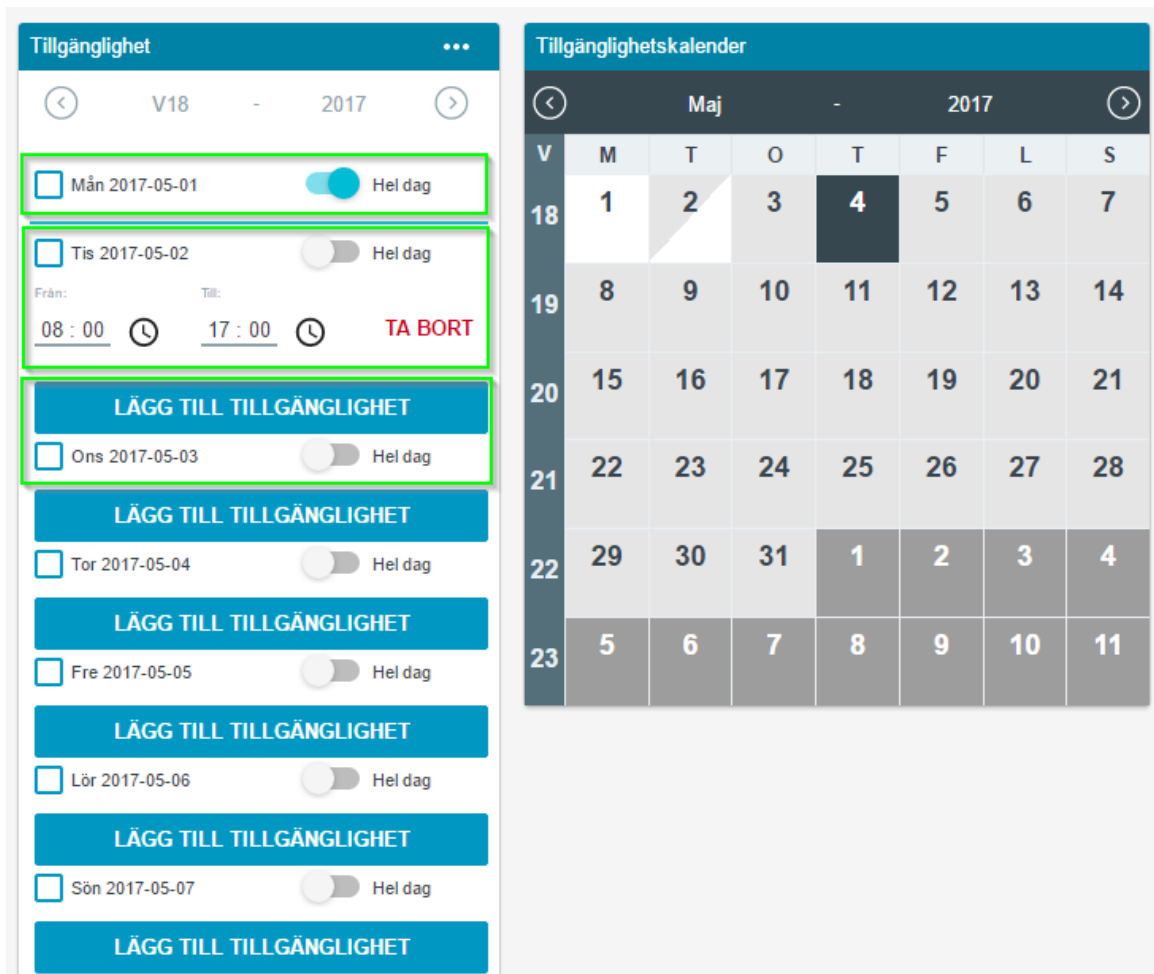 Tillgänglighet
V18 - 2017
Mån 2017-05-01 Hel dag
Tis 2017-05-02 Hel dag
Från: Till:
08 : 00 17 : 00 TA BORT
LÄGG TILL TILLGÄNGLIGHET
Ons 2017-05-03 Hel dag
LÄGG TILL TILLGÄNGLIGHET
Tor 2017-05-04 Hel dag
LÄGG TILL TILLGÄNGLIGHET
Fre 2017-05-05 Hel dag
LÄGG TILL TILLGÄNGLIGHET
Lör 2017-05-06 Hel dag
LÄGG TILL TILLGÄNGLIGHET
Sön 2017-05-07 Hel dag
LÄGG TILL TILLGÄNGLIGHET
Tillgänglighetskalender
Maj - 2017
V M T O T F L S
18 1 2 3 4 5 6 7
19 8 9 10 11 12 13 14
20 15 16 17 18 19 20 21
21 22 23 24 25 26 27 28
22 29 30 31 1 2 3 4
23 5 6 7 8 9 10 11